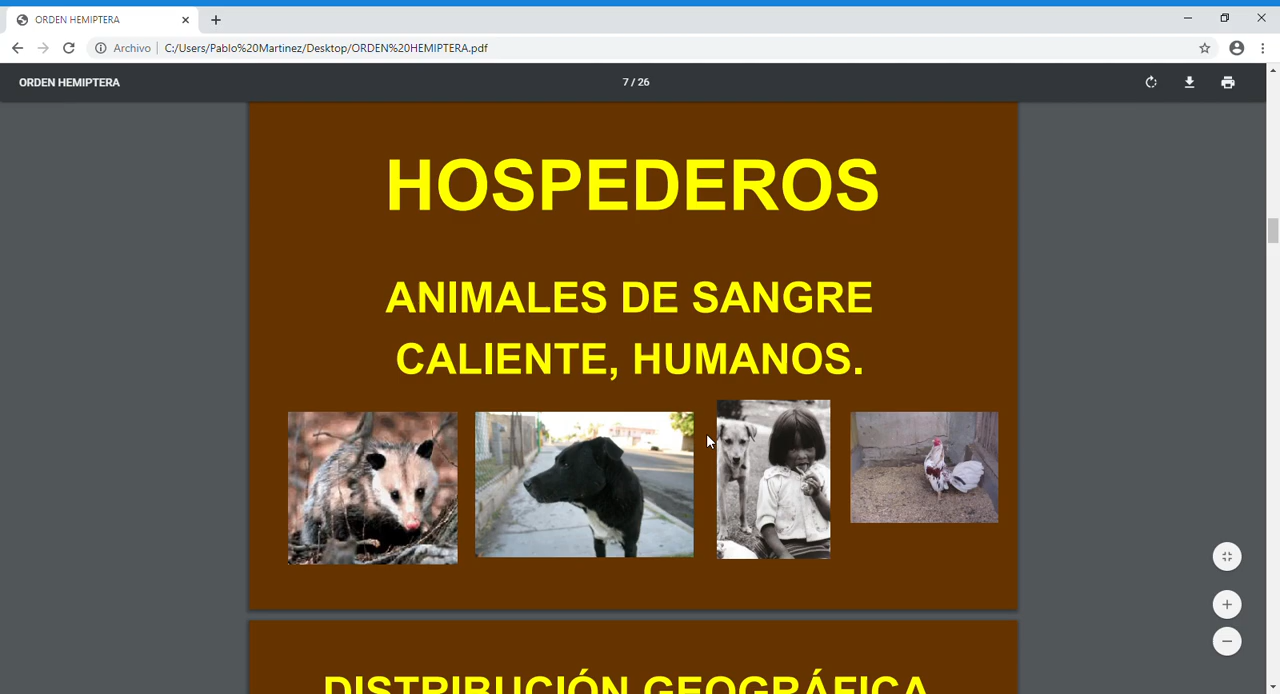 ORDEN HEMIPTERA
Archivo C:/Users/Pablo%20Martinez/Desktop/ORDEN%20HEMIPTERA.pdf
ORDEN HEMIPTERA 7 / 26
HOSPEDEROS
ANIMALES DE SANGRE
CALIENTE, HUMANOS.
DISTRIBUCIÓN GEOGRÁFICA